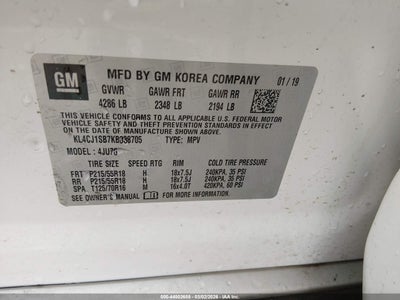 GM
MFD BY GM KOREA COMPANY 01/19
GVWR GAWR FRT GAWR RR
4286 LB 2348 LB 2194 LB
THIS VEHICLE CONFORMS TO ALL APPLICABLE
U.S. FEDERAL MOTOR VEHICLE SAFETY, BUMPER, AND THEFT PREVENTION
STANDARDS IN EFFECT ON THE DATE OF MANUFACTURE SHOWN ABOVE.
TYPE: MPV
MODEL:
TIRE SIZE SPEED RTG RIM COLD TIRE PRESSURE
FRT P215/55R18 H 18x7.5J 240KPA, 35 PSI
RR P215/55R18 H 18x7.5J 240KPA, 35 PSI
SPA T125/70R16 M 16x4.0T 420KPA, 60 PSI
SEE OWNER'S MANUAL FOR ADDITIONAL INFORMATION.